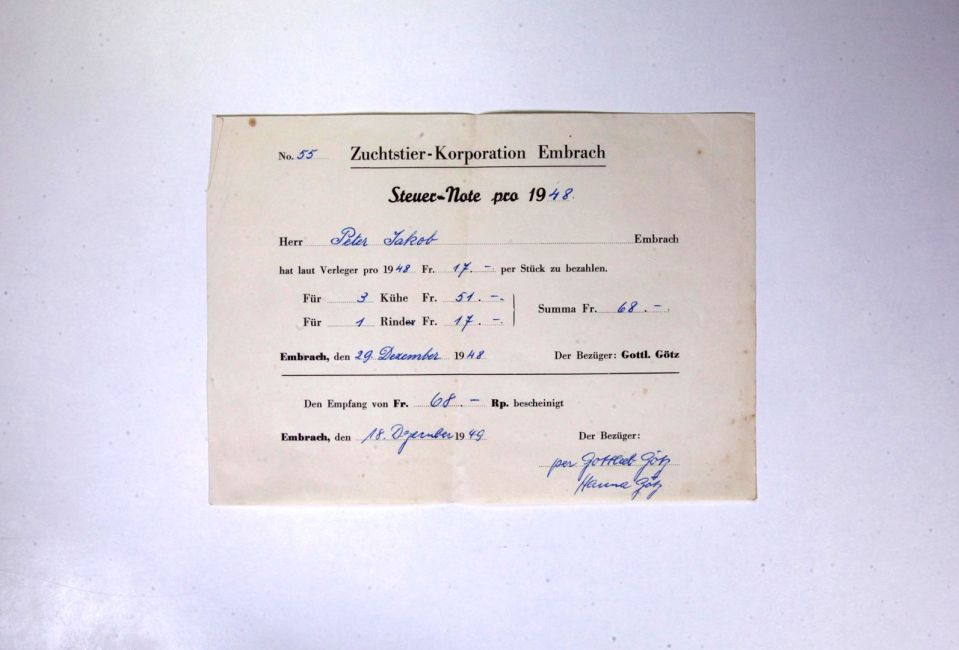 No. 55 Zuchtstier-Korporation Embrach
Steuer-Note pro 1948.
Herr Peter Jakob Embrach
hat laut Verleger pro 1948 Fr. 17.– per Stück zu bezahlen.
Für 3 Kühe Fr. 51.–.
Für 1 Rinder Fr. 17.–.
Summa Fr. 68.–.
Embrach, den 29. Dezember 1948 Der Bezüger: Gottl. Götz
Den Empfang von Fr. 68.– Rp. bescheinigt
Embrach, den 18. Dezember 1949 Der Bezüger:
per Gottlieb Götz
Hanna Götz